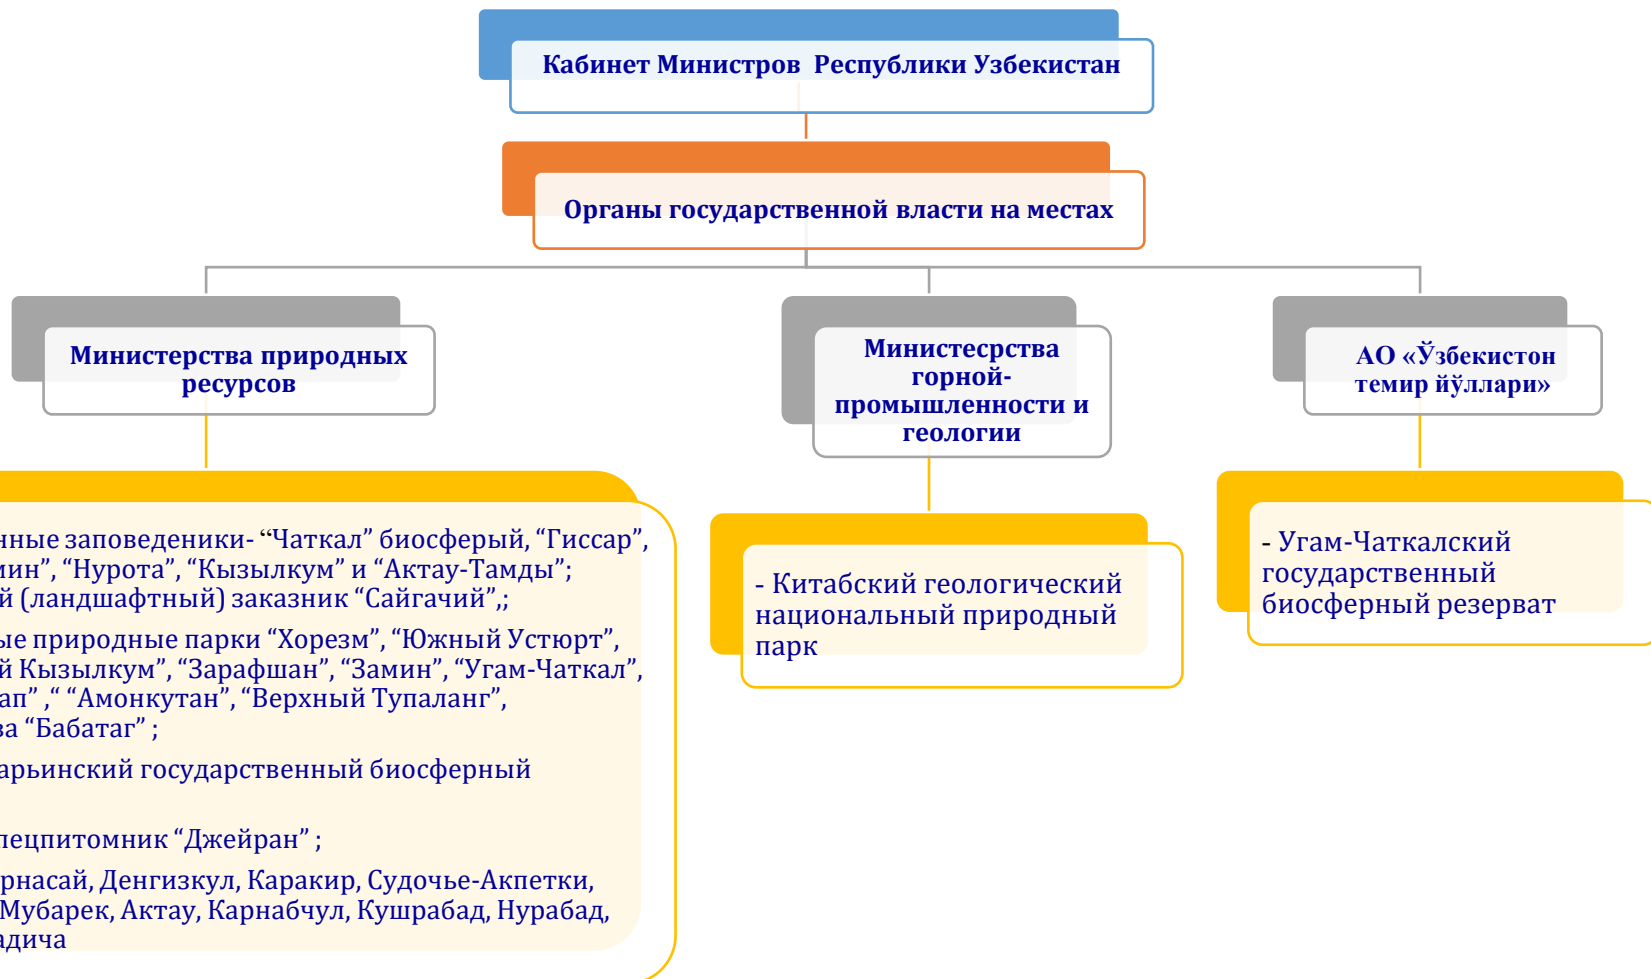 Кабинет Министров Республики Узбекистан
Органы государственной власти на местах
Министерства природных
ресурсов
Министесрства
горной-
промышленности и
геологии
АО «Ўзбекистон
темир йўллари»
нные заповеденики- “Чаткал” биосферый, “Гиссар”,
мин”, “Нурота”, “Кызылкум” и “Актау-Тамды”;
й (ландшафтный) заказник “Сайгачий”,;
ые природные парки “Хорезм”, “Южный Устюрт”,
й Кызылкум”, “Зарафшан”, “Замин”, “Угам-Чаткал”,
ап” ,“ “Амонкутан”, “Верхный Тупаланг”,
за “Бабатаг” ;
арьинский государственный биосферный
пецпитомник “Джейран” ;
рнасай, Денгизкул, Каракир, Судочье-Акпетки,
Мубарек, Актау, Карнабчул, Кушрабад, Нурабад,
адича
- Китабский геологический
национальный природный
парк
- Угам-Чаткалский
государственный
биосферный резерват